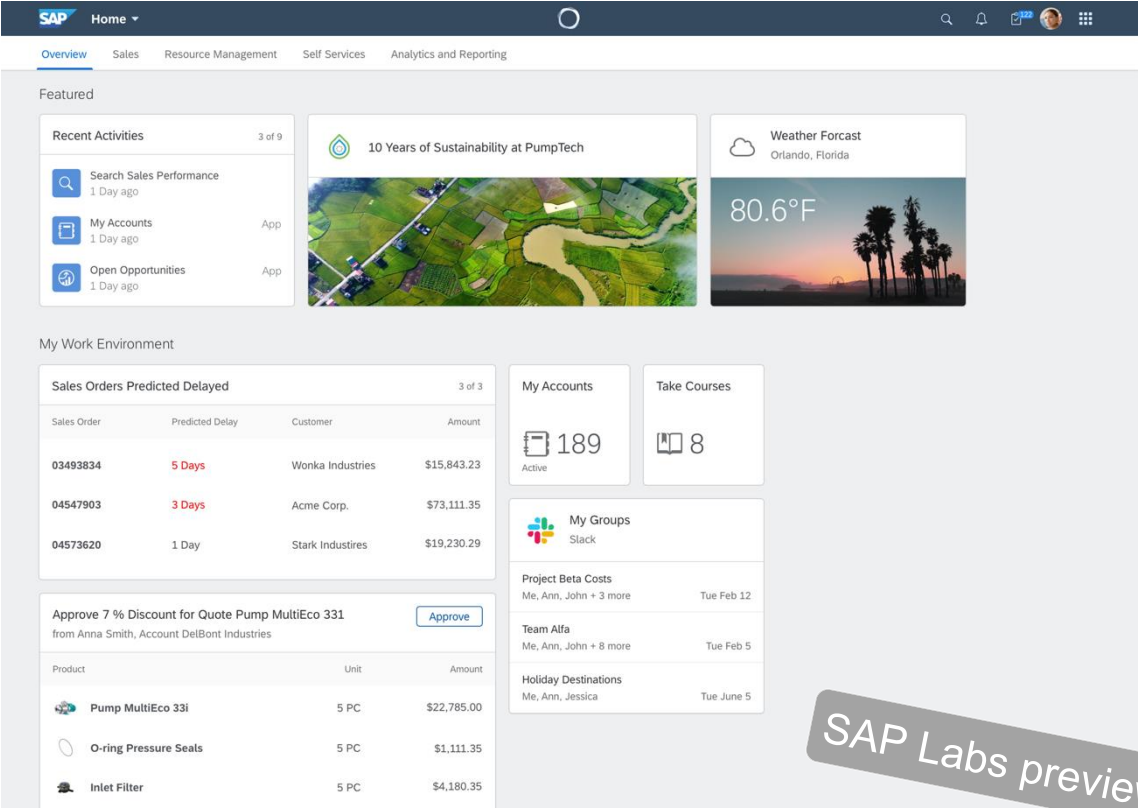 SAP Home
122
Overview Sales Resource Management Self Services Analytics and Reporting
Featured
Recent Activities 3 of 9
Search Sales Performance
1 Day ago
My Accounts App
1 Day ago
Open Opportunities App
1 Day ago
10 Years of Sustainability at PumpTech
Weather Forcast
Orlando, Florida
80.6°F
My Work Environment
Sales Orders Predicted Delayed 3 of 3
Sales Order Predicted Delay Customer Amount
03493834 5 Days Wonka Industries $15,843.23
04547903 3 Days Acme Corp. $73,111.35
04573620 1 Day Stark Industires $19,230.29
My Accounts
189
Active
Take Courses
8
My Groups
Slack
Project Beta Costs
Me, Ann, John + 3 more Tue Feb 12
Team Alfa
Me, Ann, John + 8 more Tue Feb 5
Holiday Destinations
Me, Ann, Jessica Tue June 5
Approve 7 % Discount for Quote Pump MultiEco 331 Approve
from Anna Smith, Account DelBont Industries
Product Unit Amount
Pump MultiEco 33i 5 PC $22,785.00
O-ring Pressure Seals 5 PC $1,111.35
Inlet Filter 5 PC $4,180.35
SAP Labs previe